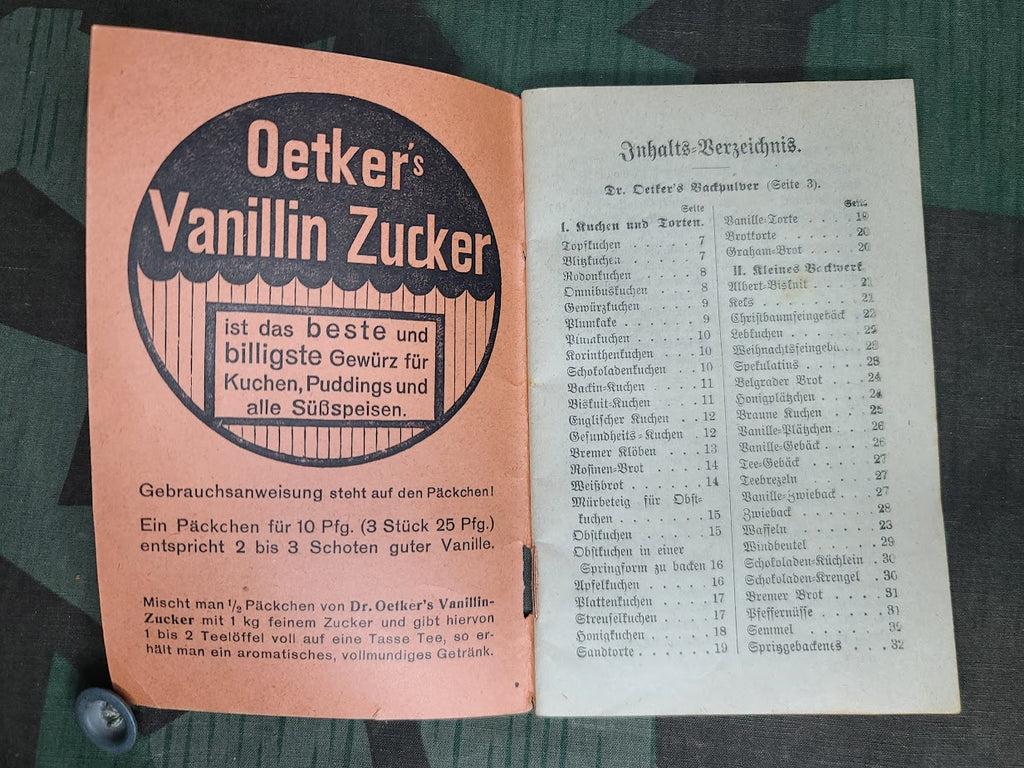 Oetker's
Vanillin Zucker
ist das beste und
billigste Gewürz für
Kuchen, Puddings und
alle Süßspeisen.
Gebrauchsanweisung steht auf den Päckchen!
Ein Päckchen für 10 Pfg. (3 Stück 25 Pfg.)
entspricht 2 bis 3 Schoten guter Vanille.
Mischt man 1/2 Päckchen von Dr. Oetker's Vanillin-
Zucker mit 1 kg feinem Zucker und gibt hiervon
1 bis 2 Teelöffel voll auf eine Tasse Tee, so er-
hält man ein aromatisches, vollmundiges Getränk.
Inhalts-Verzeichnis.
Dr. Oetker's Backpulver (Seite 3).
Seite
I. Kuchen und Torten.
Topfkuchen . . . . . 7
Blitzkuchen . . . . . 7
Rodonkuchen . . . . 8
Omnibuskuchen . . . 8
Gewürzkuchen . . . . 9
Plumkake . . . . . . 9
Plumakuchen . . . . 10
Korinthenkuchen . . . 10
Schokoladenkuchen . . 10
Backin-Kuchen . . . . 11
Biskuit-Kuchen . . . . 11
Englischer Kuchen . . 12
Gesundheits-Kuchen . 12
Bremer Klöben . . . 13
Rosinen-Brot . . . . 14
Weißbrot . . . . . . 14
Mürbeteig für Obst-
kuchen . . . . . . 15
Obstkuchen . . . . . 15
Obstkuchen in einer
Springform zu backen 16
Apfelkuchen . . . . . 16
Plattenkuchen . . . . 17
Streuselkuchen . . . . 17
Honigkuchen . . . . . 18
Sandtorte . . . . . . 19
Seite
Vanille-Torte . . . . 19
Brottorte . . . . . . 20
Graham-Brot . . . . 20
II. Kleines Backwerk
Albert-Biskuit . . . . 21
Keks . . . . . . . 21
Christbaumfeingebäck . 22
Lebkuchen . . . . . 22
Spekulatius . . . . . 23
Belgrader Brot . . . . 24
Honigplätzchen . . . . 24
Braune Kuchen . . . 25
Vanille-Plätzchen . . . 26
Vanille-Gebäck . . . . 26
Tee-Gebäck . . . . . 27
Teebrezeln . . . . . 27
Vanille-Zwieback . . . 27
Zwieback . . . . . . 28
Waffeln . . . . . .
Windbeutel . . . . . 29
Schokoladen-Küchlein . 30
Schokoladen-Krengel . 30
Bremer Brot . . . . 31
Pfeffernüsse . . . . . 31
Semmel . . . . . . 32
Spritzgebackenes . . . 32